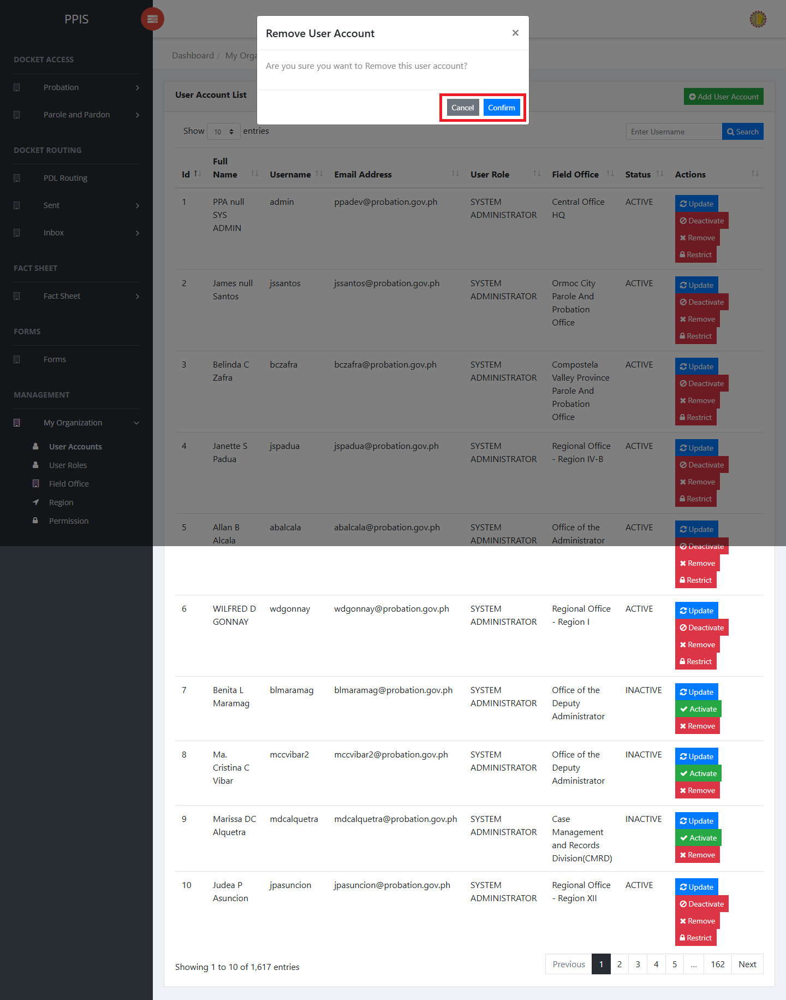 PPIS
DOCKET ACCESS
Probation
Parole and Pardon
DOCKET ROUTING
PDL Routing
Sent
Inbox
FACT SHEET
Fact Sheet
FORMS
Forms
MANAGEMENT
My Organization
User Accounts
User Roles
Field Office
Region
Permission
Remove User Account ×
Are you sure you want to Remove this user account?
Cancel Confirm
Dashboard / My Orga
User Account List
Add User Account
Show 10 entries
Enter Username Search
Full
Id Name Username Email Address User Role Field Office Status Actions
1 PPA null admin ppadev@probation.gov.ph SYSTEM Central Office ACTIVE Update
SYS ADMINISTRATOR HQ Deactivate
ADMIN Remove
Restrict
2 James null jssantos jssantos@probation.gov.ph SYSTEM Ormoc City ACTIVE Update
Santos ADMINISTRATOR Parole And Deactivate
Probation Remove
Office Restrict
3 Belinda C bczafra bczafra@probation.gov.ph SYSTEM Compostela ACTIVE Update
Zafra ADMINISTRATOR Valley Province Deactivate
Parole And Remove
Probation
Office Restrict
4 Janette S jspadua jspadua@probation.gov.ph SYSTEM Regional Office ACTIVE Update
Padua ADMINISTRATOR - Region IV-B Deactivate
Remove
Restrict
5 Allan B abalcala abalcala@probation.gov.ph SYSTEM Office of the ACTIVE Update
Alcala ADMINISTRATOR Administrator Deactivate
Remove
Restrict
6 WILFRED D wdgonnay wdgonnay@probation.gov.ph SYSTEM Regional Office ACTIVE Update
GONNAY ADMINISTRATOR - Region I Deactivate
Remove
Restrict
7 Benita L blmaramag blmaramag@probation.gov.ph SYSTEM Office of the INACTIVE Update
Maramag ADMINISTRATOR Deputy Activate
Administrator Remove
8 Ma. mccvibar2 mccvibar2@probation.gov.ph SYSTEM Office of the INACTIVE Update
Cristina C ADMINISTRATOR Deputy Activate
Vibar Administrator Remove
9 Marissa DC mdcalquetra mdcalquetra@probation.gov.ph SYSTEM Case INACTIVE Update
Alquetra ADMINISTRATOR Management Activate
and Records Remove
Division(CMRD)
10 Judea P jpasuncion jpasuncion@probation.gov.ph SYSTEM Regional Office ACTIVE Update
Asuncion ADMINISTRATOR - Region XII Deactivate
Remove
Restrict
Showing 1 to 10 of 1,617 entries
Previous 1 2 3 4 5 ... 162 Next